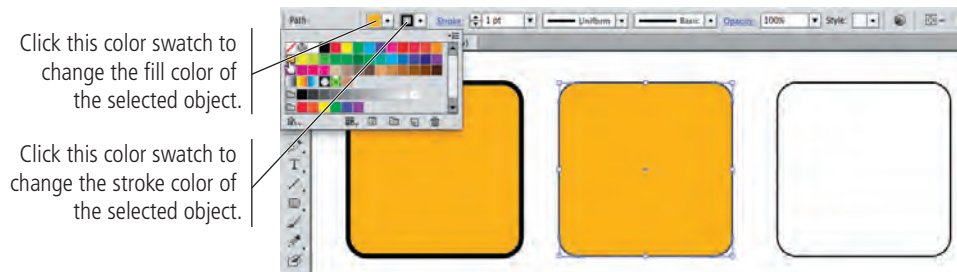 Path
Stroke:
1 pt
Uniform
Basic
Opacity:
100%
Style:
Click this color swatch to
change the fill color of
the selected object.
Click this color swatch to
change the stroke color of
the selected object.
T